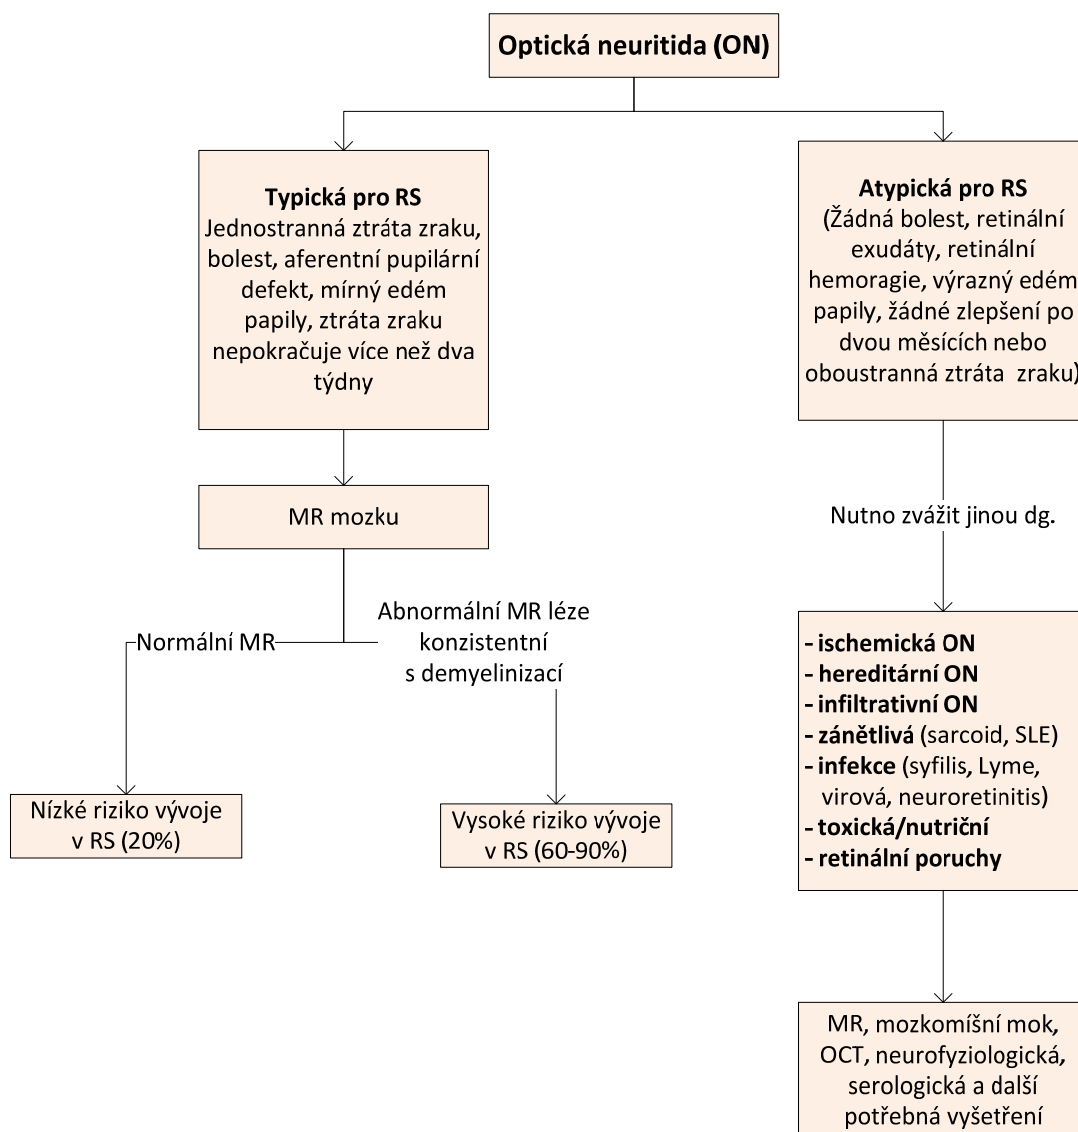 Optická neuritida (ON)
Typická pro RS
Jednostranná ztráta zraku,
bolest, aferentní pupilární
defekt, mírný edém
papily, ztráta zraku
nepokračuje více než dva
týdny
Atypická pro RS
(Žádná bolest, retinální
exudáty, retinální
hemoragie, výrazný edém
papily, žádné zlepšení po
dvou měsících nebo
oboustranná ztráta zraku)
MR mozku
Nutno zvážit jinou dg.
Normální MR
Abnormální MR léze
konzistentní
s demyelinizací
- ischemická ON
- hereditární ON
- infiltrativní ON
- zánětlivá (sarcoid, SLE)
- infekce (syfilis, Lyme,
virová, neuroretinitis)
- toxická/nutriční
- retinální poruchy
Nízké riziko vývoje
v RS (20%)
Vysoké riziko vývoje
v RS (60-90%)
MR, mozkomíšní mok,
OCT, neurofyziologická,
serologická a další
potřebná vyšetření